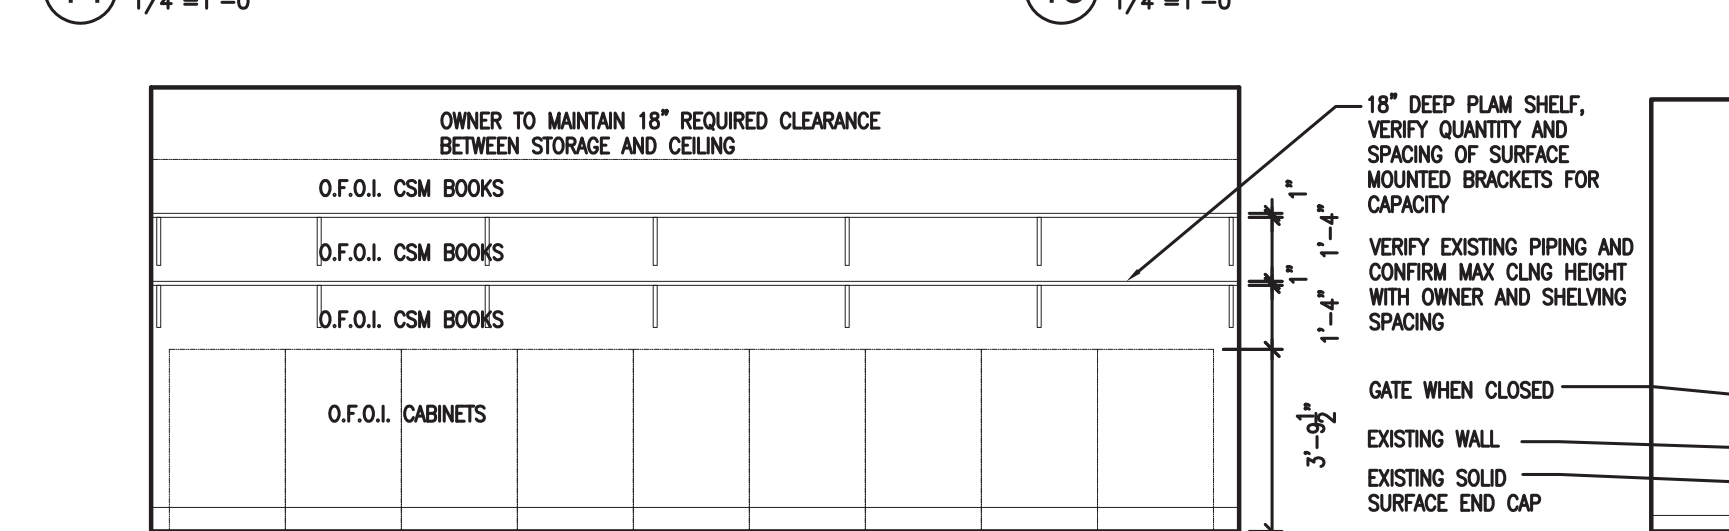 1/4"=1'-0"
1/4"=1'-0"
OWNER TO MAINTAIN 18" REQUIRED CLEARANCE
BETWEEN STORAGE AND CEILING
O.F.O.I. CSM BOOKS
O.F.O.I. CSM BOOKS
O.F.O.I. CSM BOOKS
O.F.O.I. CABINETS
1"
1'-4"
1"
1'-4"
3'-9 1/2"
18" DEEP PLAM SHELF,
VERIFY QUANTITY AND
SPACING OF SURFACE
MOUNTED BRACKETS FOR
CAPACITY
VERIFY EXISTING PIPING AND
CONFIRM MAX CLNG HEIGHT
WITH OWNER AND SHELVING
SPACING
GATE WHEN CLOSED
EXISTING WALL
EXISTING SOLID
SURFACE END CAP